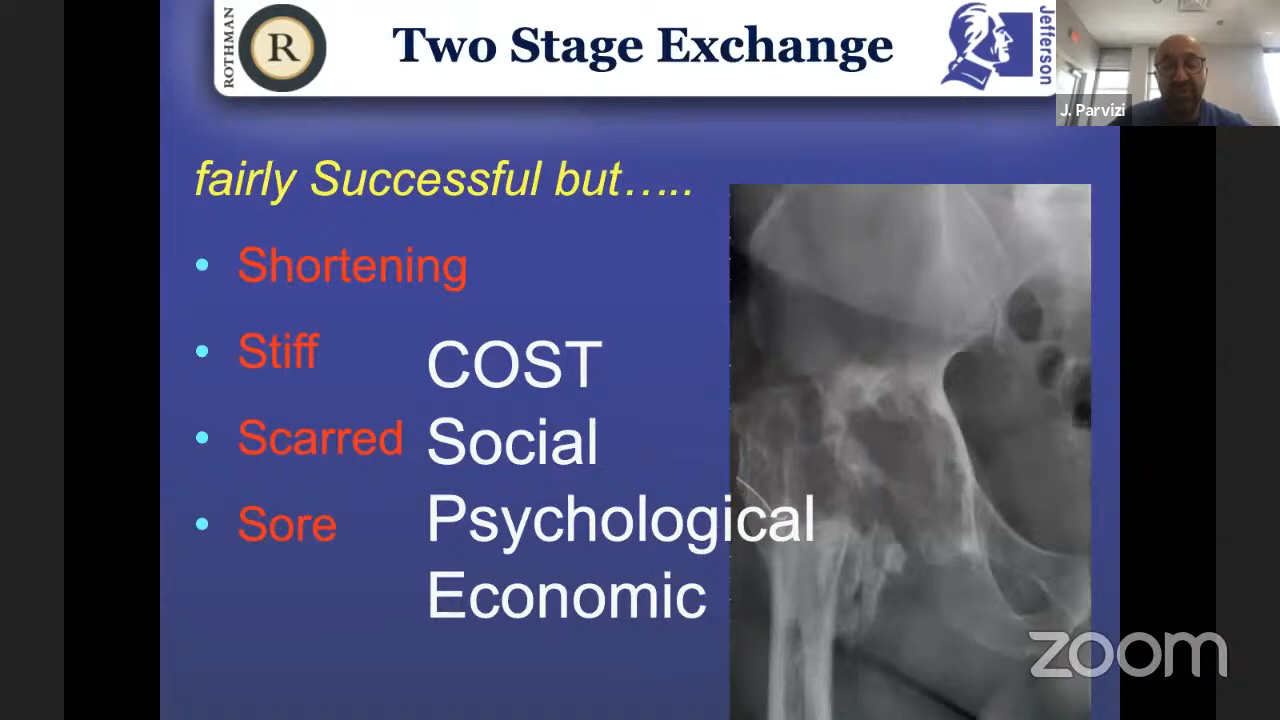 ROTHMAN
R
Two Stage Exchange
Jefferson
J. Parvizi
fairly Successful but.....
• Shortening
• Stiff
• Scarred
• Sore
COST
Social
Psychological
Economic
zoom